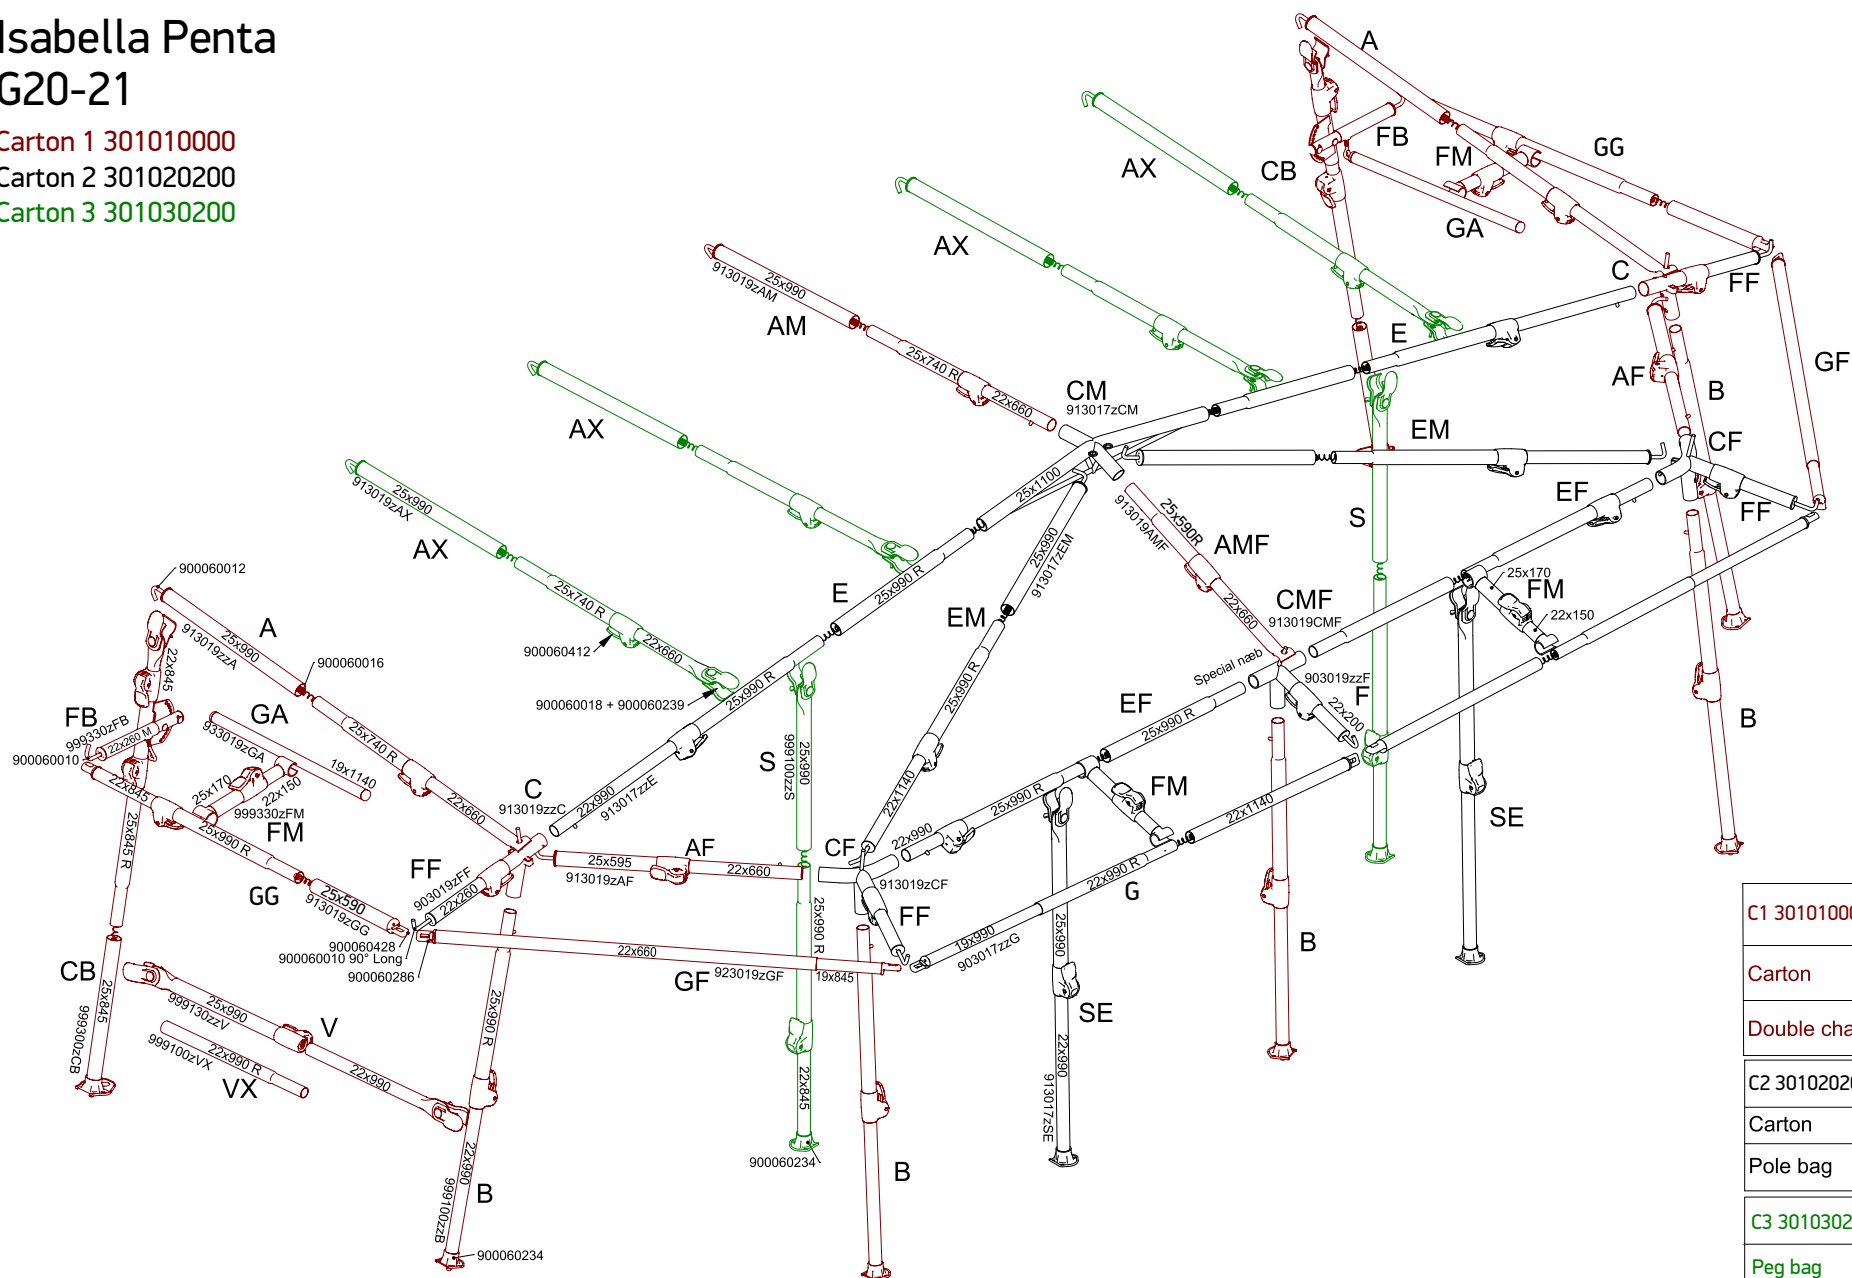 Isabella Penta
G20-21
Carton 1 301010000
Carton 2 301020200
Carton 3 301030200
A
FB
FM
GG
CB
GA
AX
AX
C
FF
E
GF
AF
B
25x990
913019zAM
AM
25x740 R
22x660
CM
913017zCM
EM
CF
EF
FF
S
AX
25x1100
25x590R
913019AMF
AMF
22x660
25x990
913017zEM
25x990
913019zAX
AX
25x740 R
22x660
900060412
900060018 + 900060239
E
25x990 R
25x990 R
EM
25x990 R
22x1140
CMF
913019CMF
25x170
FM
22x150
Special næb
903019zzF
F
22x200
B
900060012
A
25x990
913019zzA
900060016
22x845
FB
999330zFB
22x260 M
900060010
GA
933019zGA
19x1140
25x170
22x150
999330zFM
FM
25x740 R
22x660
22x845
25x990 R
25x845 R
GG
25x590
913019zGG
C
913019zzC
22x990
913017zzE
S
25x990
999100zzS
EF
25x990 R
FM
25x990 R
22x990
22x1140
SE
FF
903019zFF
22x260
AF
25x595
913019zAF
22x660
CF
913019zCF
FF
22x990 R
G
19x990
903017zzG
900060428
900060010 90° Long
900060286
22x660
GF
923019zGF
19x845
25x990 R
25x990
CB
25x845
999300zCB
25x990
999130zzV
V
22x990
22x990 R
999100zVX
VX
25x990 R
22x990
999100zzB
B
900060234
22x845
900060234
B
SE
22x990
913017zSE
B
C1 3010100
Carton
Double cha
C2 3010202
Carton
Pole bag
C3 3010302
Peg bag